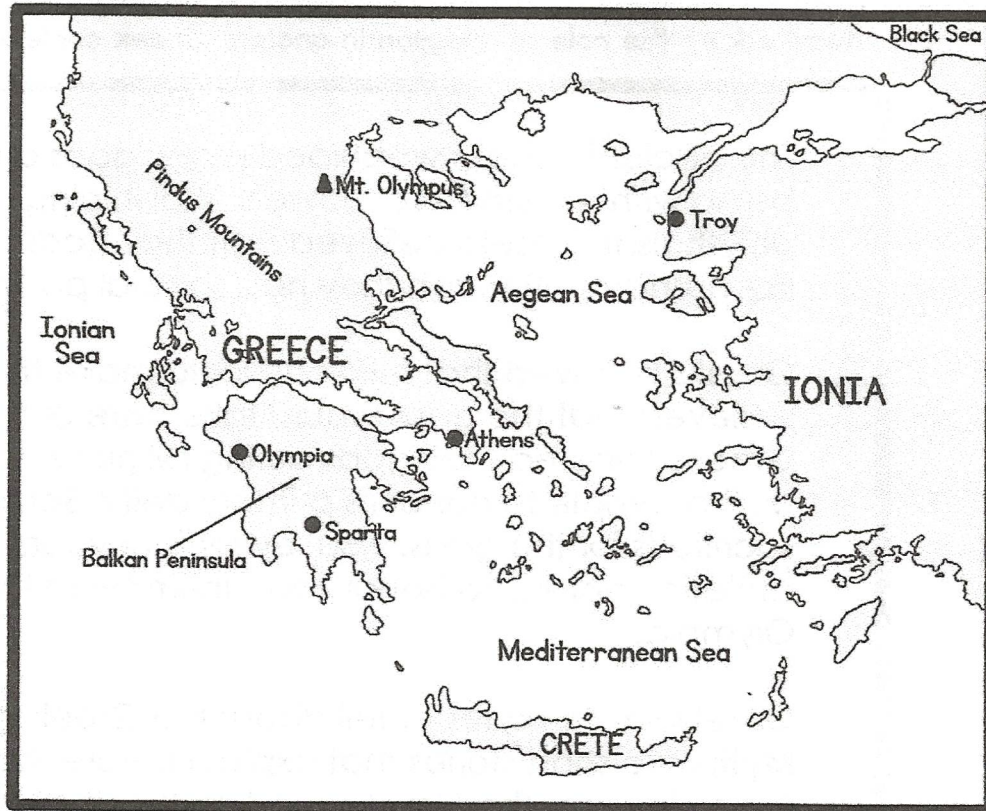 Black Sea
Mt. Olympus
Pindus Mountains
Troy
Aegean Sea
Ionian
Sea
GREECE
IONIA
Athens
Olympia
Sparta
Balkan Peninsula
Mediterranean Sea
CRETE